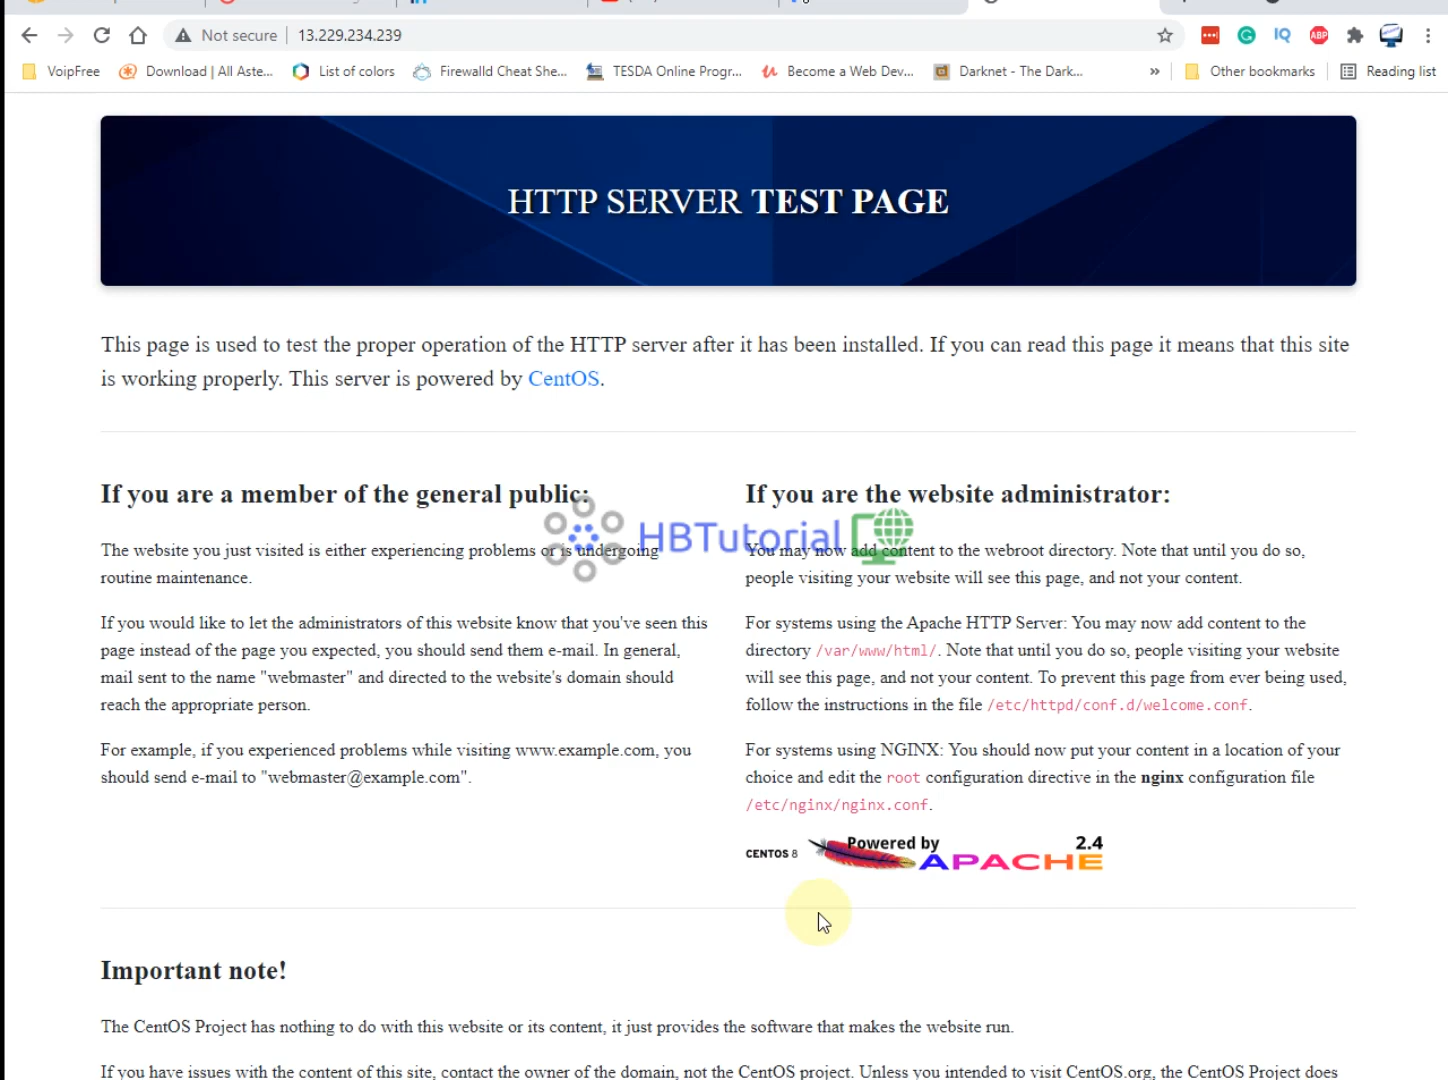 Not secure 13.229.234.239
VoipFree Download | All Aste... List of colors Firewalld Cheat She... TESDA Online Progr... Become a Web Dev... Darknet - The Dark... » Other bookmarks Reading list
HTTP SERVER TEST PAGE
This page is used to test the proper operation of the HTTP server after it has been installed. If you can read this page it means that this site
is working properly. This server is powered by CentOS.
If you are a member of the general public:
The website you just visited is either experiencing problems or is undergoing
routine maintenance.
If you would like to let the administrators of this website know that you've seen this
page instead of the page you expected, you should send them e-mail. In general,
mail sent to the name "webmaster" and directed to the website's domain should
reach the appropriate person.
For example, if you experienced problems while visiting www.example.com, you
should send e-mail to "webmaster@example.com".
HBTutorial
If you are the website administrator:
You may now add content to the webroot directory. Note that until you do so,
people visiting your website will see this page, and not your content.
For systems using the Apache HTTP Server: You may now add content to the
directory /var/www/html/. Note that until you do so, people visiting your website
will see this page, and not your content. To prevent this page from ever being used,
follow the instructions in the file /etc/httpd/conf.d/welcome.conf.
For systems using NGINX: You should now put your content in a location of your
choice and edit the root configuration directive in the nginx configuration file
/etc/nginx/nginx.conf.
CENTOS 8 Powered by APACHE 2.4
Important note!
The CentOS Project has nothing to do with this website or its content, it just provides the software that makes the website run.
If you have issues with the content of this site, contact the owner of the domain, not the CentOS project. Unless you intended to visit CentOS.org, the CentOS Project does